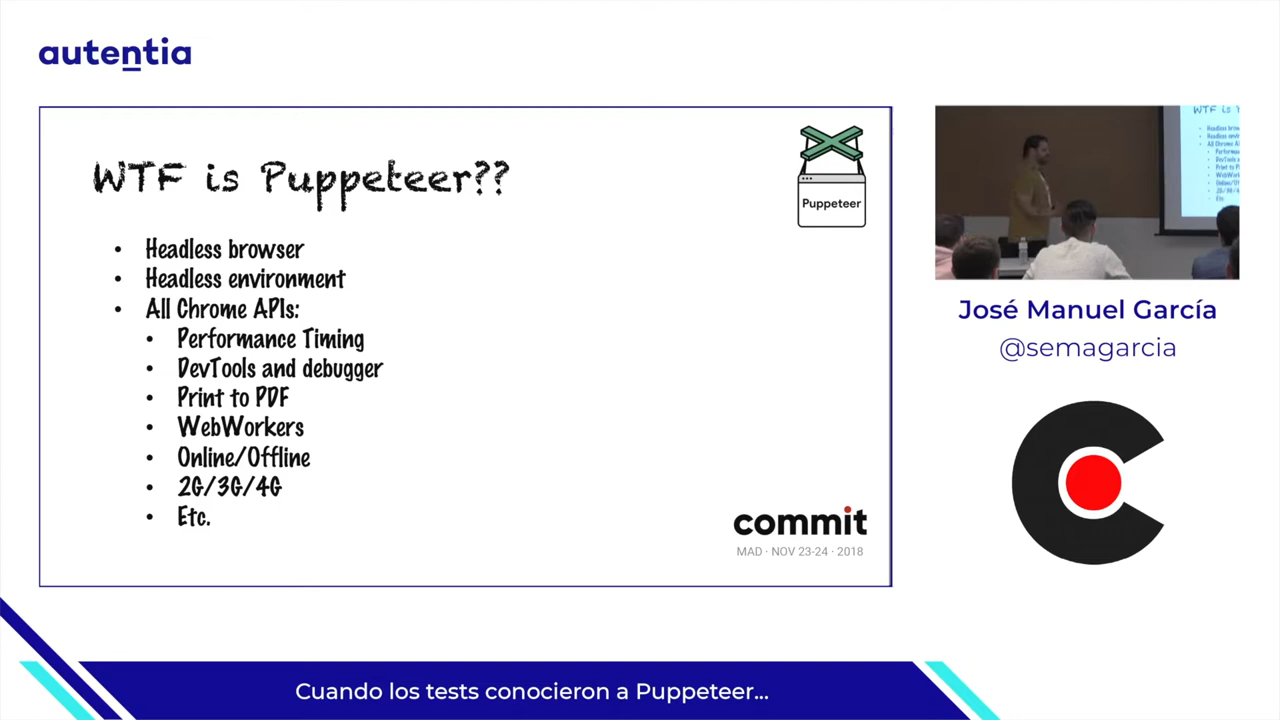 autentia
WTF is Puppeteer??
Puppeteer
• Headless browser
• Headless environment
• All Chrome APIs:
• Performance Timing
• DevTools and debugger
• Print to PDF
• WebWorkers
• Online/Offline
• 2G/3G/4G
• Etc.
commit
MAD · NOV 23-24 · 2018
José Manuel García
@semagarcia
Cuando los tests conocieron a Puppeteer...